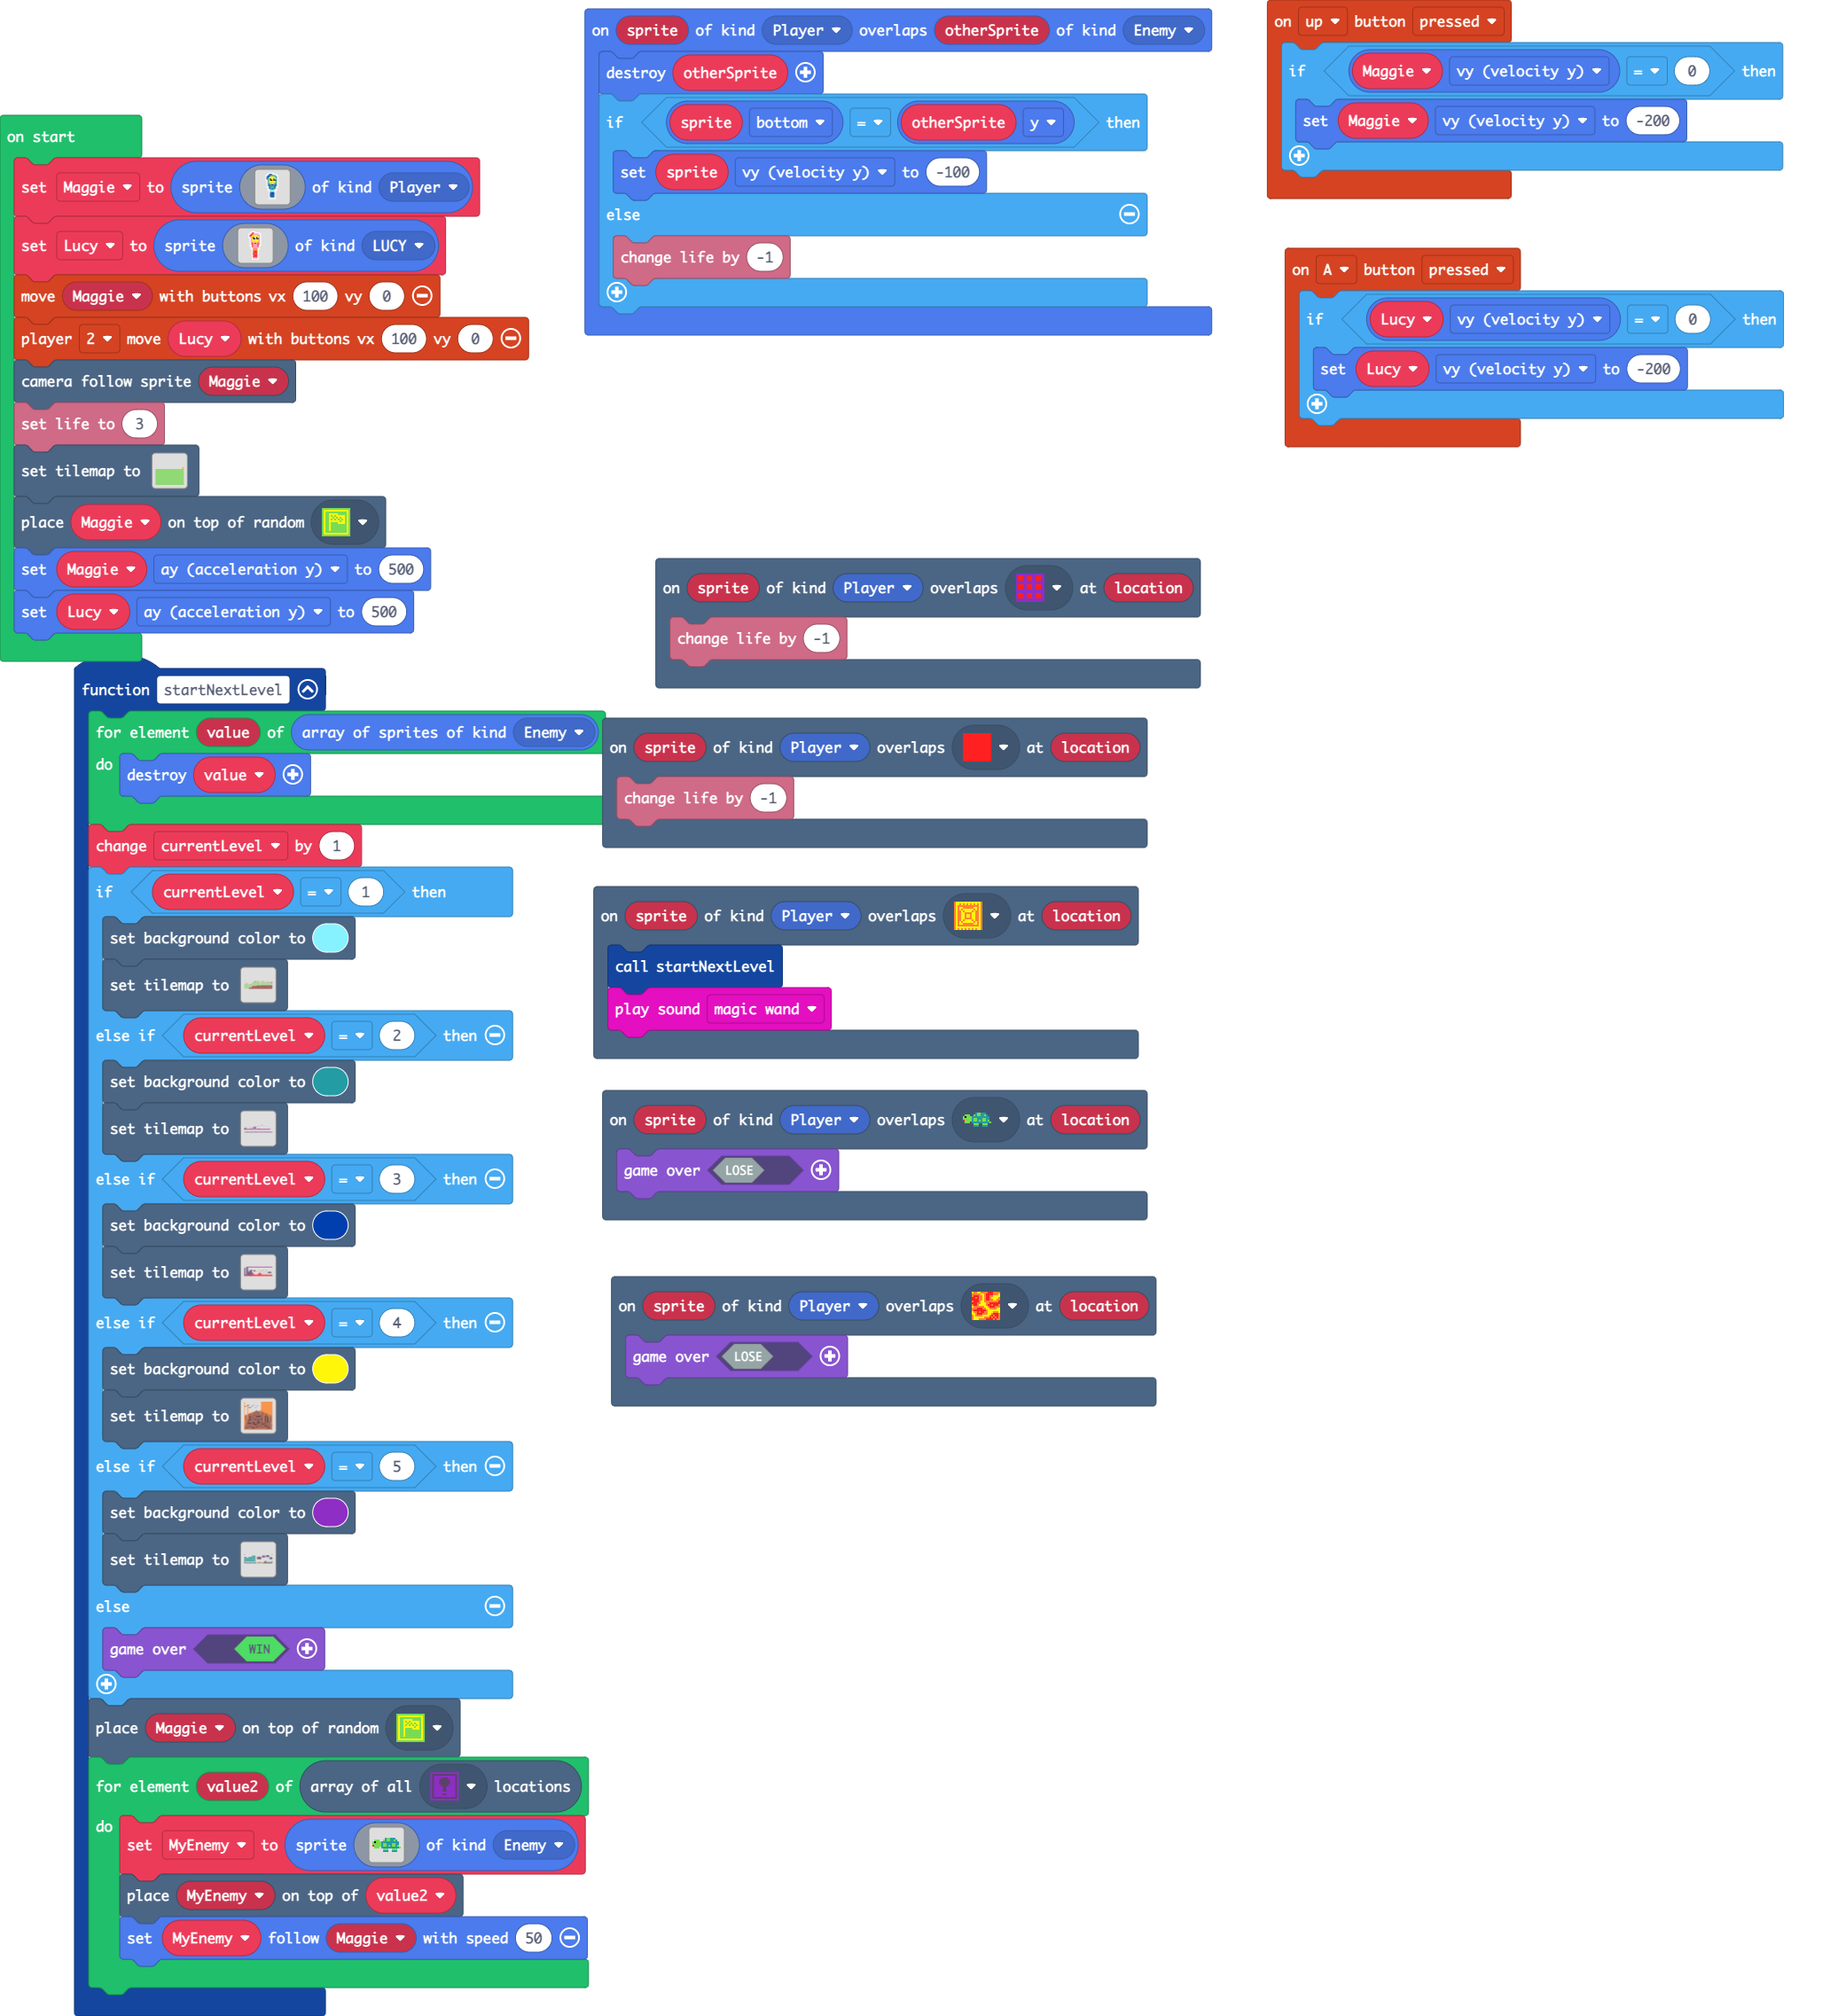 on start
set Maggie to sprite of kind Player
set Lucy to sprite of kind LUCY
move Maggie with buttons vx 100 vy 0
player 2 move Lucy with buttons vx 100 vy 0
camera follow sprite Maggie
set life to 3
set tilemap to
place Maggie on top of random
set Maggie ay (acceleration y) to 500
set Lucy ay (acceleration y) to 500
function startNextLevel
for element value of array of sprites of kind Enemy
do
destroy value
change currentLevel by 1
if currentLevel = 1 then
set background color to
set tilemap to
else if currentLevel = 2 then
set background color to
set tilemap to
else if currentLevel = 3 then
set background color to
set tilemap to
else if currentLevel = 4 then
set background color to
set tilemap to
else if currentLevel = 5 then
set background color to
set tilemap to
else
game over WIN
place Maggie on top of random
for element value2 of array of all locations
do
set MyEnemy to sprite of kind Enemy
place MyEnemy on top of value2
set MyEnemy follow Maggie with speed 50
on sprite of kind Player overlaps otherSprite of kind Enemy
destroy otherSprite
if sprite bottom = otherSprite y then
set sprite vy (velocity y) to -100
else
change life by -1
on sprite of kind Player overlaps at location
change life by -1
on sprite of kind Player overlaps at location
change life by -1
on sprite of kind Player overlaps at location
call startNextLevel
play sound magic wand
on sprite of kind Player overlaps at location
game over LOSE
on sprite of kind Player overlaps at location
game over LOSE
on up button pressed
if Maggie vy (velocity y) = 0 then
set Maggie vy (velocity y) to -200
on A button pressed
if Lucy vy (velocity y) = 0 then
set Lucy vy (velocity y) to -200